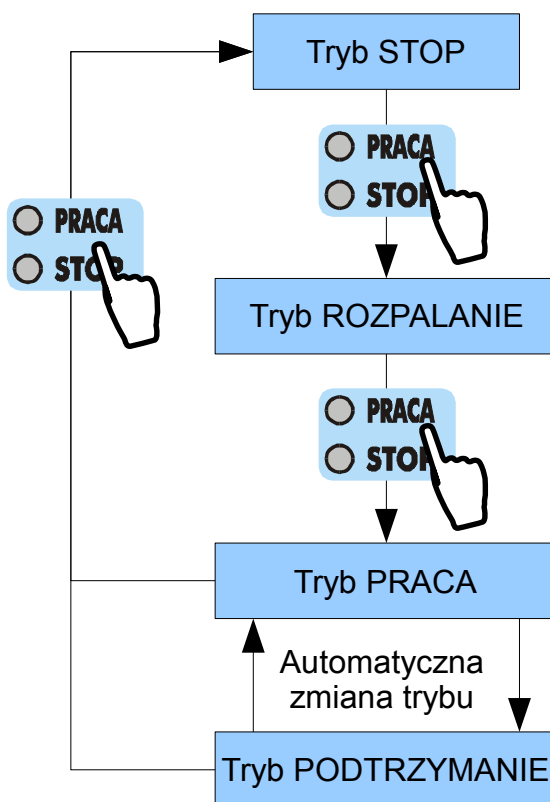 Tryb STOP
PRACA
STOP
PRACA
STOP
Tryb ROZPALANIE
PRACA
STOP
Tryb PRACA
Automatyczna
zmiana trybu
Tryb PODTRZYMANIE